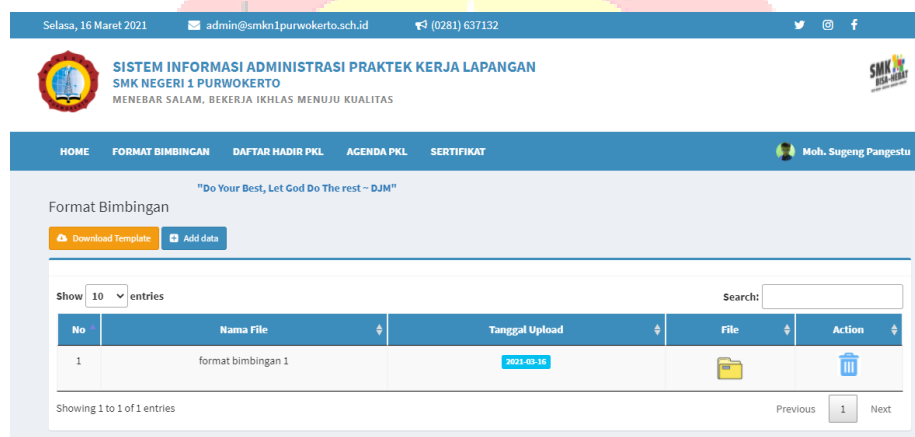 Selasa, 16 Maret 2021 admin@smkn1purwokerto.sch.id (0281) 637132
SISTEM INFORMASI ADMINISTRASI PRAKTEK KERJA LAPANGAN
SMK NEGERI 1 PURWOKERTO
MENEBAR SALAM, BEKERJA IKHLAS MENUJU KUALITAS
SMK
BISA-HEBAT
HOME FORMAT BIMBINGAN DAFTAR HADIR PKL AGENDA PKL SERTIFIKAT Moh. Sugeng Pangestu
"Do Your Best, Let God Do The rest ~ DJM"
Format Bimbingan
Download Template Add data
Show 10 entries Search:
No Nama File Tanggal Upload File Action
1 format bimbingan 1 2021-03-16
Showing 1 to 1 of 1 entries Previous 1 Next